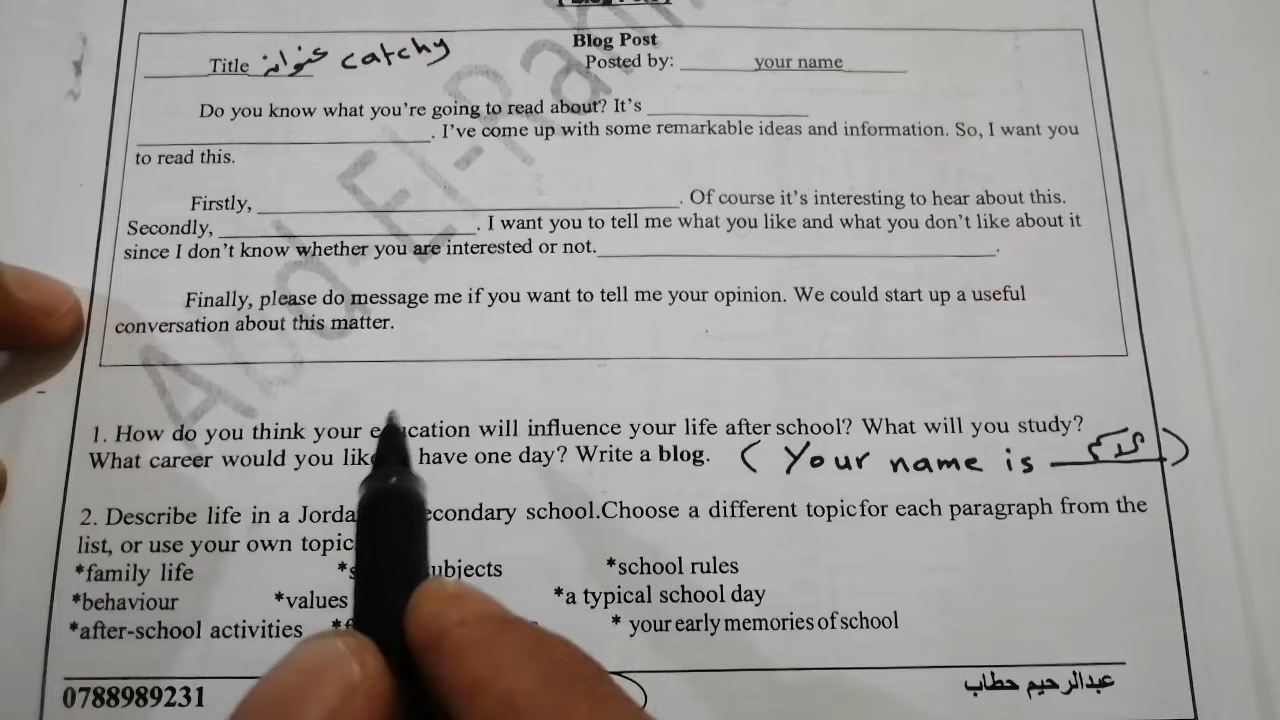 Title عنوانه catchy
Blog Post
Posted by: your name
Do you know what you're going to read about? It's
. I've come up with some remarkable ideas and information. So, I want you
to read this.
Firstly, . Of course it's interesting to hear about this.
Secondly, . I want you to tell me what you like and what you don't like about it
since I don't know whether you are interested or not. .
Finally, please do message me if you want to tell me your opinion. We could start up a useful
conversation about this matter.
1. How do you think your education will influence your life after school? What will you study?
What career would you like have one day? Write a blog. (Your name is )
2. Describe life in a Jorda econdary school.Choose a different topic for each paragraph from the
list, or use your own topic
*family life *s ubjects *school rules
*behaviour *values *a typical school day
*after-school activities *f * your early memories of school
0788989231 عبدالرحيم حطاب